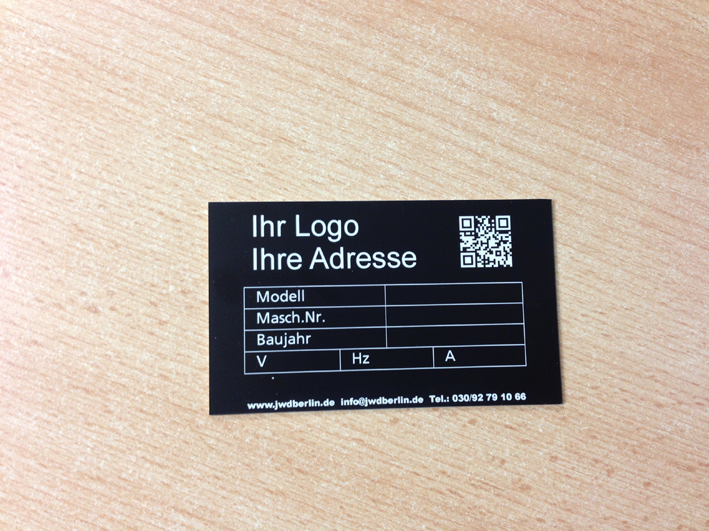 Ihr Logo
Ihre Adresse
Modell
Masch.Nr.
Baujahr
V Hz A
www.jwdberlin.de info@jwdberlin.de Tel.: 030/92 79 10 66